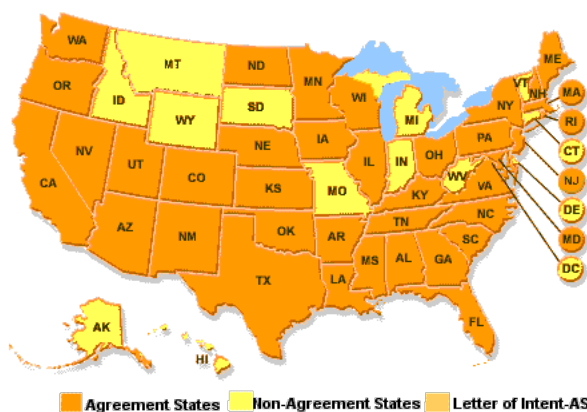 WA
MT
ND
MN
VT
ME
OR
ID
SD
WI
NH
MA
WY
MI
NY
RI
IA
CT
NE
PA
NV
UT
IL
IN
OH
NJ
CO
WV
DE
CA
KS
MO
KY
VA
MD
NC
TN
DC
AZ
NM
OK
AR
SC
MS
AL
GA
TX
LA
FL
AK
HI
Agreement States
Non-Agreement States
Letter of Intent-AS